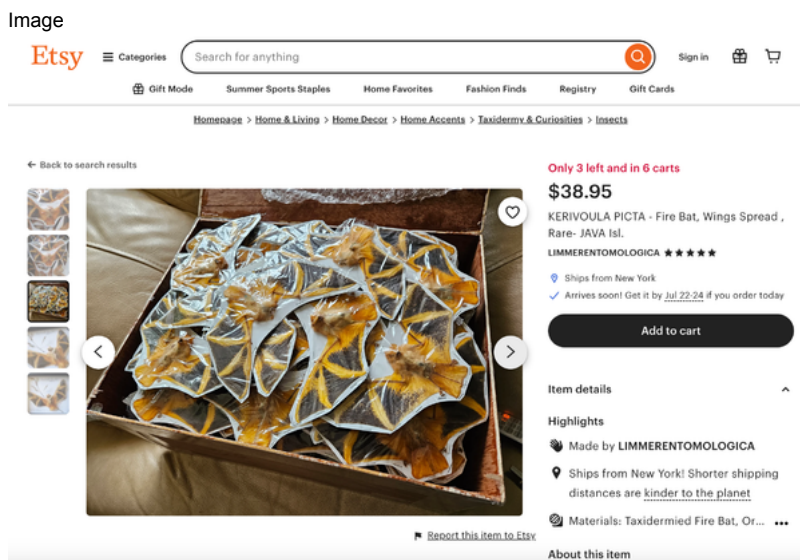 Image
Etsy
Categories
Search for anything
Sign in
Gift Mode
Summer Sports Staples
Home Favorites
Fashion Finds
Registry
Gift Cards
Homepage > Home & Living > Home Decor > Home Accents > Taxidermy & Curiosities > Insects
← Back to search results
Only 3 left and in 6 carts
$38.95
KERIVOULA PICTA - Fire Bat, Wings Spread ,
Rare- JAVA Isl.
LIMMERENTOMOLOGICA ★★★★★
Ships from New York
Arrives soon! Get it by Jul 22-24 if you order today
Add to cart
Item details
Highlights
Made by LIMMERENTOMOLOGICA
Ships from New York! Shorter shipping
distances are kinder to the planet
Materials: Taxidermied Fire Bat, Or...
Report this item to Etsy
About this item